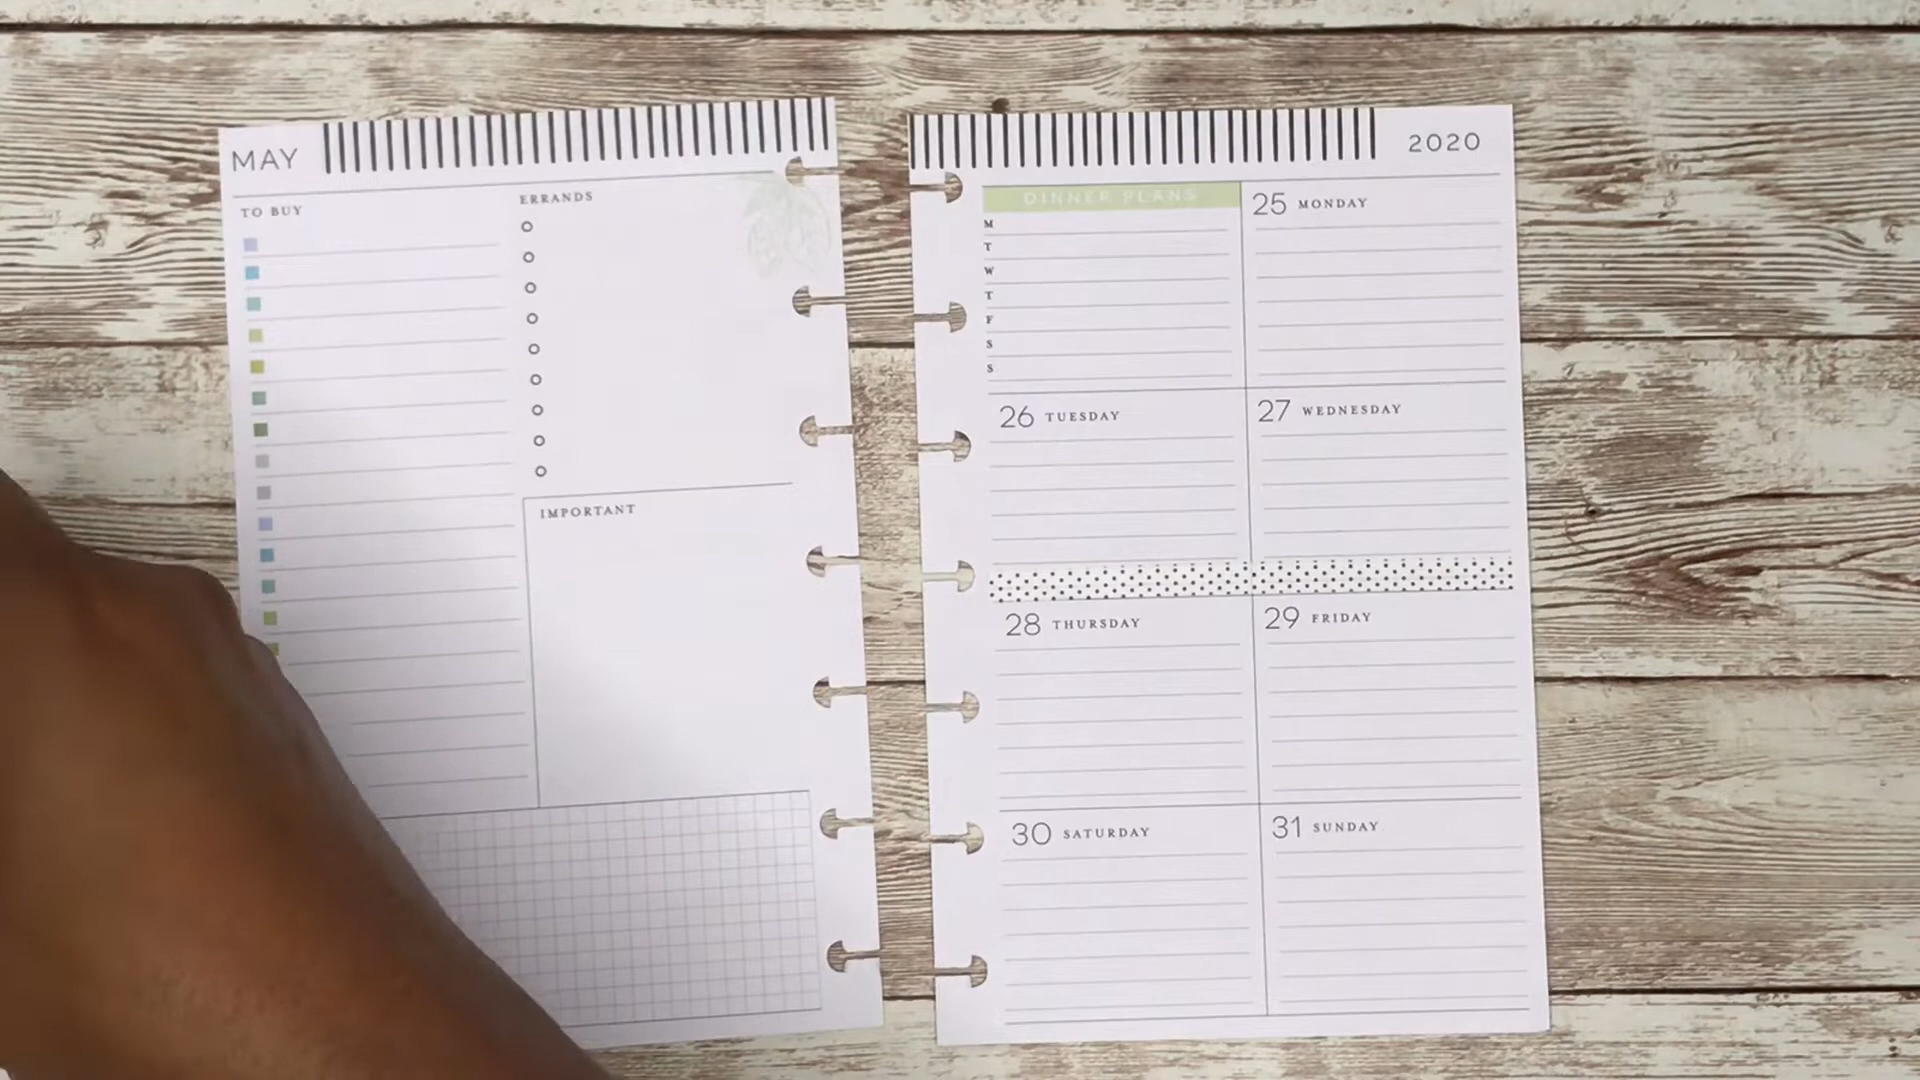 MAY
TO BUY
ERRANDS
IMPORTANT
2020
DINNER PLANS
M
T
W
T
F
S
S
25 MONDAY
26 TUESDAY
27 WEDNESDAY
28 THURSDAY
29 FRIDAY
30 SATURDAY
31 SUNDAY